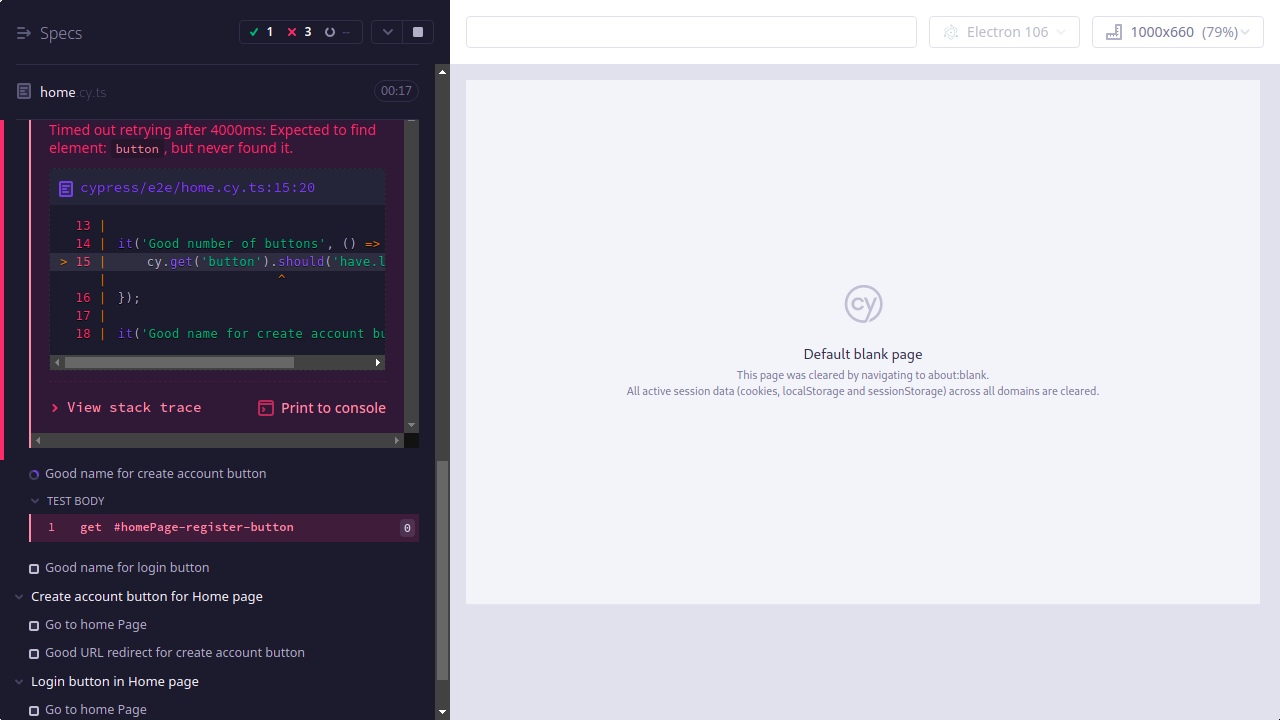 Specs
1
3
--
Electron 106
1000x660 (79%)
home.cy.ts
00:17
Timed out retrying after 4000ms: Expected to find
element: button, but never found it.
cypress/e2e/home.cy.ts:15:20
13 |
14 | it('Good number of buttons', () =>
> 15 |     cy.get('button').should('have.l
|                      ^
16 | });
17 |
18 | it('Good name for create account bu
View stack trace
Print to console
Good name for create account button
TEST BODY
1 get #homePage-register-button 0
Good name for login button
Create account button for Home page
Go to home Page
Good URL redirect for create account button
Login button in Home page
Go to home Page
cy
Default blank page
This page was cleared by navigating to about:blank.
All active session data (cookies, localStorage and sessionStorage) across all domains are cleared.